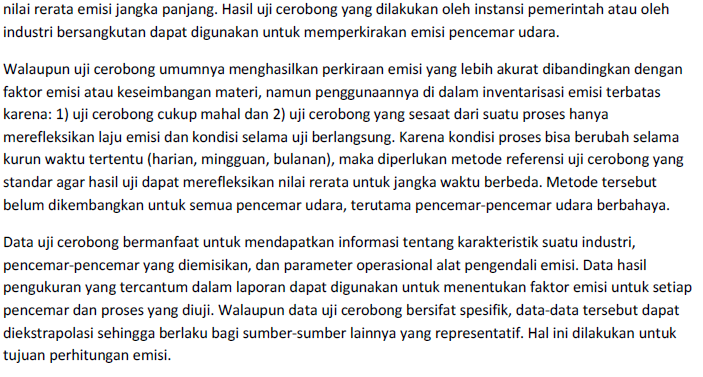 nilai rerata emisi jangka panjang. Hasil uji cerobong yang dilakukan oleh instansi pemerintah atau oleh
industri bersangkutan dapat digunakan untuk memperkirakan emisi pencemar udara.
Walaupun uji cerobong umumnya menghasilkan perkiraan emisi yang lebih akurat dibandingkan dengan
faktor emisi atau keseimbangan materi, namun penggunaannya di dalam inventarisasi emisi terbatas
karena: 1) uji cerobong cukup mahal dan 2) uji cerobong yang sesaat dari suatu proses hanya
merefleksikan laju emisi dan kondisi selama uji berlangsung. Karena kondisi proses bisa berubah selama
kurun waktu tertentu (harian, mingguan, bulanan), maka diperlukan metode referensi uji cerobong yang
standar agar hasil uji dapat merefleksikan nilai rerata untuk jangka waktu berbeda. Metode tersebut
belum dikembangkan untuk semua pencemar udara, terutama pencemar-pencemar udara berbahaya.
Data uji cerobong bermanfaat untuk mendapatkan informasi tentang karakteristik suatu industri,
pencemar-pencemar yang diemisikan, dan parameter operasional alat pengendali emisi. Data hasil
pengukuran yang tercantum dalam laporan dapat digunakan untuk menentukan faktor emisi untuk setiap
pencemar dan proses yang diuji. Walaupun data uji cerobong bersifat spesifik, data-data tersebut dapat
diekstrapolasi sehingga berlaku bagi sumber-sumber lainnya yang representatif. Hal ini dilakukan untuk
tujuan perhitungan emisi.